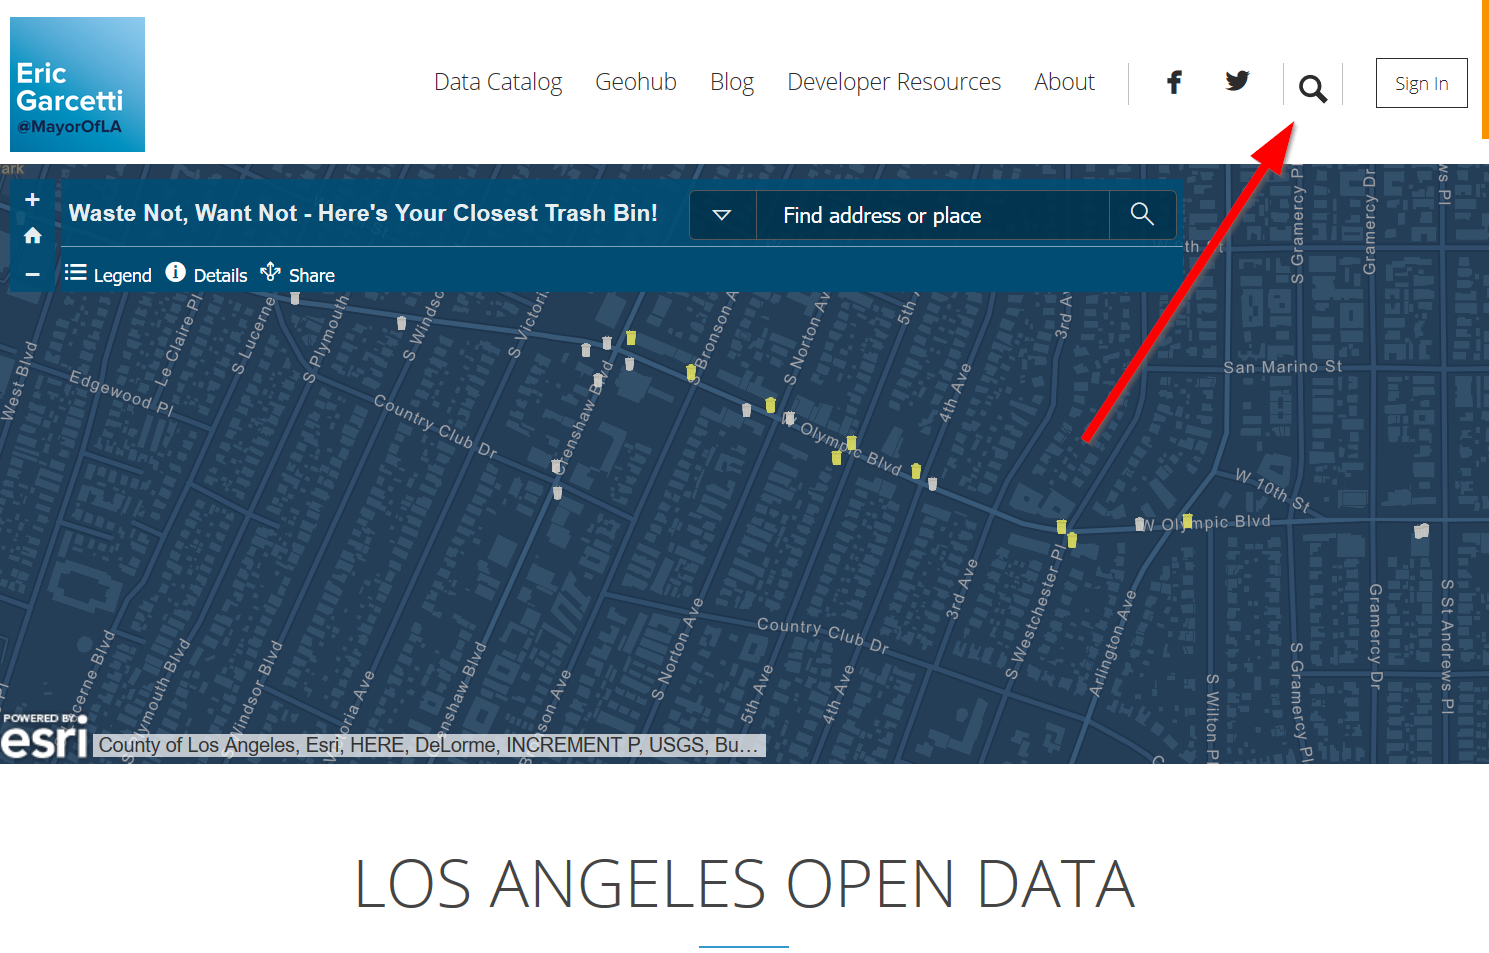 Eric
Garcetti
@MayorOfLA
Data Catalog Geohub Blog Developer Resources About
Sign In
ark
Waste Not, Want Not - Here's Your Closest Trash Bin!
Find address or place
Legend Details Share
th St
S Gramercy Pl
Gramercy Dr
ws Pl
West Blvd
Le Claire Pl
S Lucerne
S Plymouth
S Windso
S Victori
S Bronson A
S Norton Av
5th A
3rd A
4th Ave
San Marino St
Edgewood Pl
Country Club Dr
Crenshaw Blvd
W Olympic Blvd
W 10th St
W Olympic Blvd
3rd Ave
S Westchester Pl
Arlington Ave
Country Club Dr
S Norton Ave
5th Ave
4th Ave
Gramercy Dr
S St Andrews Pl
S Gramercy Pl
S Wilton Pl
cerne Blvd
Plymouth Blvd
Windsor Blvd
toria Ave
enshaw Blvd
son Ave
POWERED BY
esri
County of Los Angeles, Esri, HERE, DeLorme, INCREMENT P, USGS, Bu…
LOS ANGELES OPEN DATA